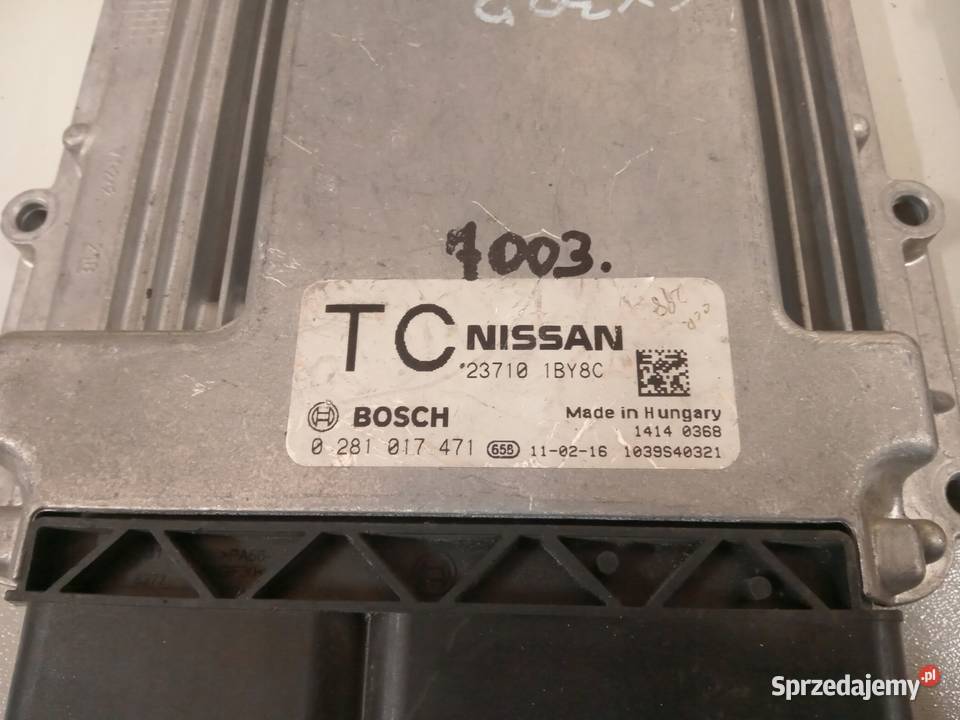 7003.
TC NISSAN
23710 1BY8C
BOSCH
Made in Hungary
1414 0368
0 281 017 471 658 11-02-16 1039S40321
Sprzedajemy.pl